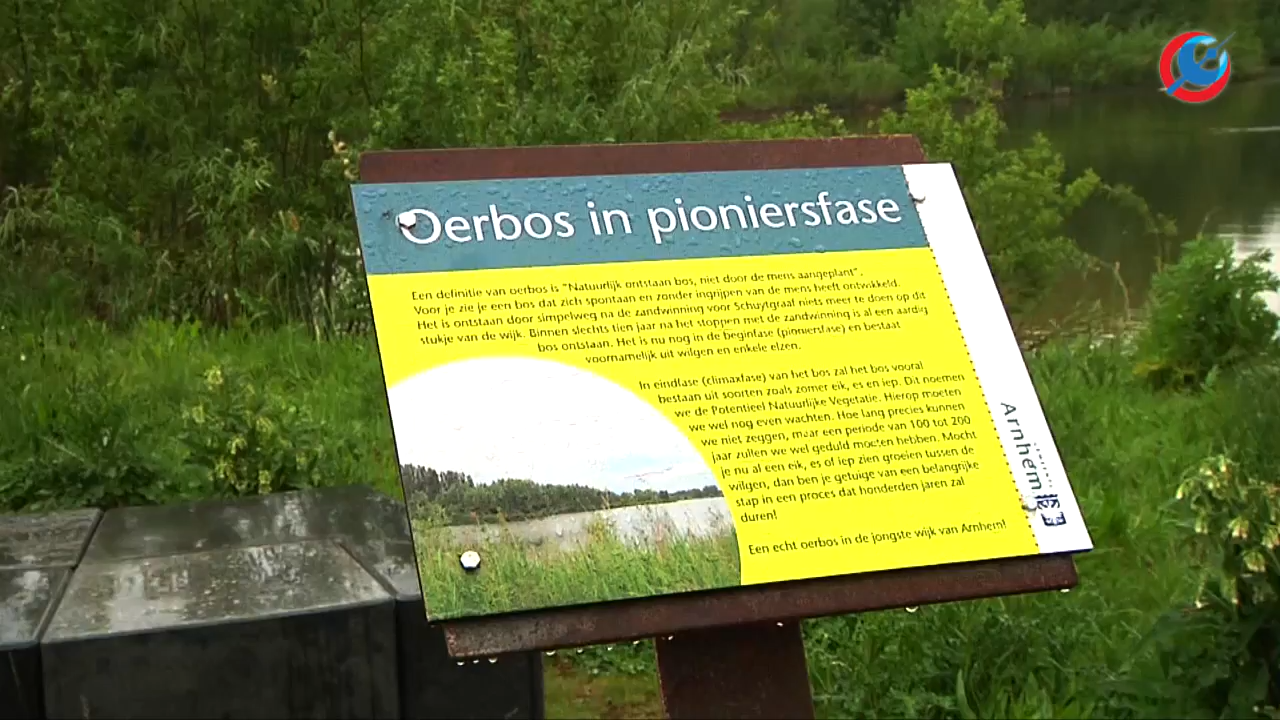 Oerbos in pioniersfase
Een definitie van oerbos is "Natuurlijk ontstaan bos, niet door de mens aangeplant".
Voor je zie je een bos dat zich spontaan en zonder ingrijpen van de mens heeft ontwikkeld.
Het is ontstaan door simpelweg na de zandwinning voor Schuytgraaf niets meer te doen op dit
stukje van de wijk. Binnen slechts tien jaar na het stoppen met de zandwinning is al een aardig
bos ontstaan. Het is nu nog in de beginfase (pioniersfase) en bestaat
voornamelijk uit wilgen en enkele elzen.
In eindfase (climaxfase) van het bos zal het bos vooral
bestaan uit soorten zoals zomer eik, es en iep. Dit noemen
we de Potentieel Natuurlijke Vegetatie. Hierop moeten
we wel nog even wachten. Hoe lang precies kunnen
we niet zeggen, maar een periode van 100 tot 200
jaar zullen we wel geduld moeten hebben. Mocht
je nu al een eik, es of iep zien groeien tussen de
wilgen, dan ben je getuige van een belangrijke
stap in een proces dat honderden jaren zal
duren!
Een echt oerbos in de jongste wijk van Arnhem!
Arnhem